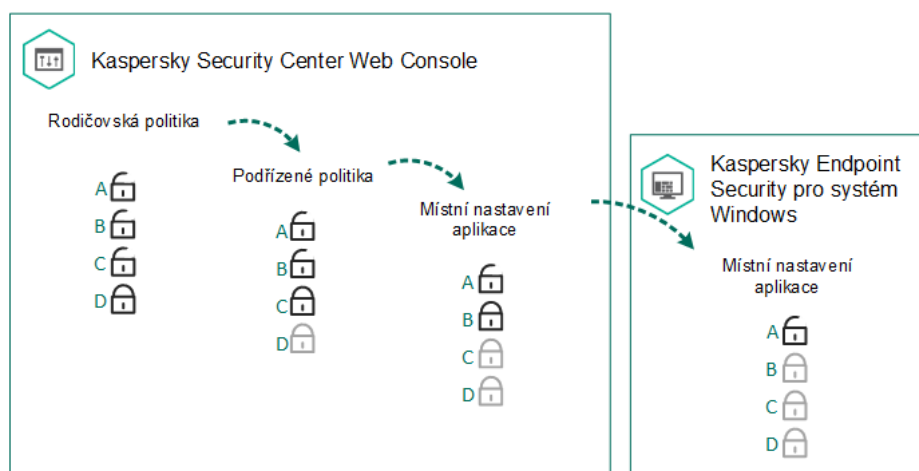 Kaspersky Security Center Web Console
Rodičovská politika
A
B
C
D
Podřízené politika
A
B
C
D
Místní nastavení
aplikace
A
B
C
D
Kaspersky Endpoint
Security pro systém
Windows
Místní nastavení
aplikace
A
B
C
D